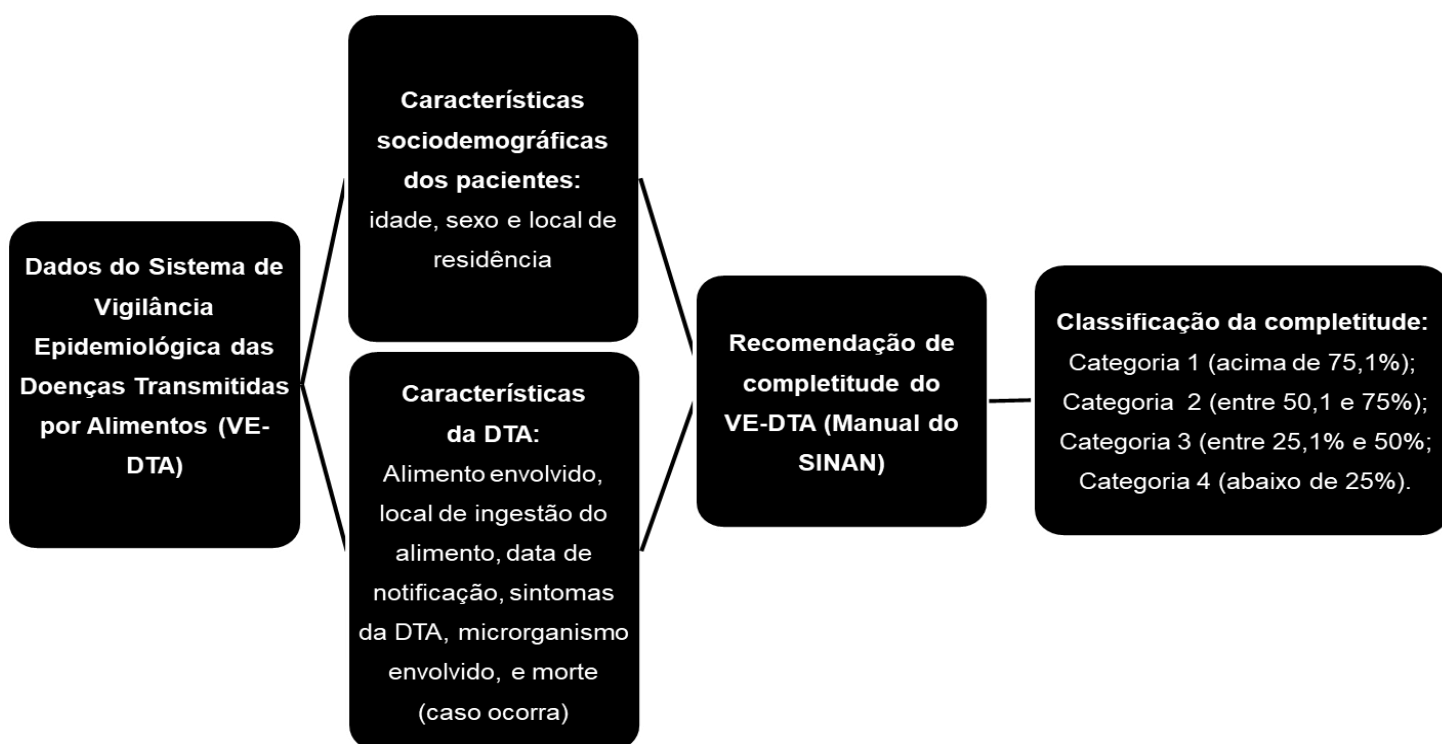 Dados do Sistema de
Vigilância
Epidemiológica das
Doenças Transmitidas
por Alimentos (VE-
DTA)
Características
sociodemográficas
dos pacientes:
idade, sexo e local de
residência
Características
da DTA:
Alimento envolvido,
local de ingestão do
alimento, data de
notificação, sintomas
da DTA, microrganismo
envolvido, e morte
(caso ocorra)
Recomendação de
completitude do
VE-DTA (Manual do
SINAN)
Classificação da completitude:
Categoria 1 (acima de 75,1%);
Categoria 2 (entre 50,1 e 75%);
Categoria 3 (entre 25,1% e 50%;
Categoria 4 (abaixo de 25%).